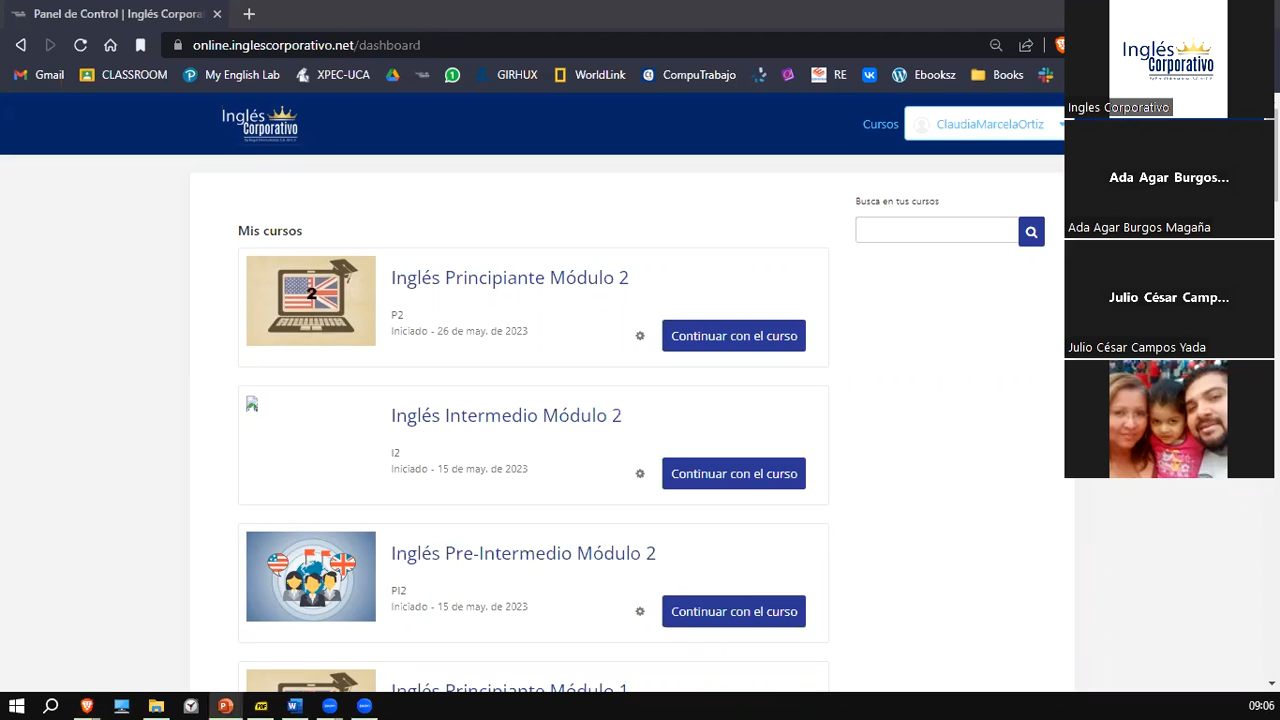 Panel de Control | Inglés Corpora
online.inglescorporativo.net/dashboard
Gmail
CLASSROOM
My English Lab
XPEC-UCA
GIRHUX
WorldLink
CompuTrabajo
RE
Ebooksz
Books
Inglés
Corporativo
Cursos
ClaudiaMarcelaOrtiz
Busca en tus cursos
Mis cursos
2
Inglés Principiante Módulo 2
P2
Iniciado - 26 de may. de 2023
Continuar con el curso
Inglés Intermedio Módulo 2
I2
Iniciado - 15 de may. de 2023
Continuar con el curso
Inglés Pre-Intermedio Módulo 2
PI2
Iniciado - 15 de may. de 2023
Continuar con el curso
Inglés Principiante Módulo 1
Inglés
Corporativo
Ingles Corporativo
Ada Agar Burgos...
Ada Agar Burgos Magaña
Julio César Camp...
Julio César Campos Yada
09:06